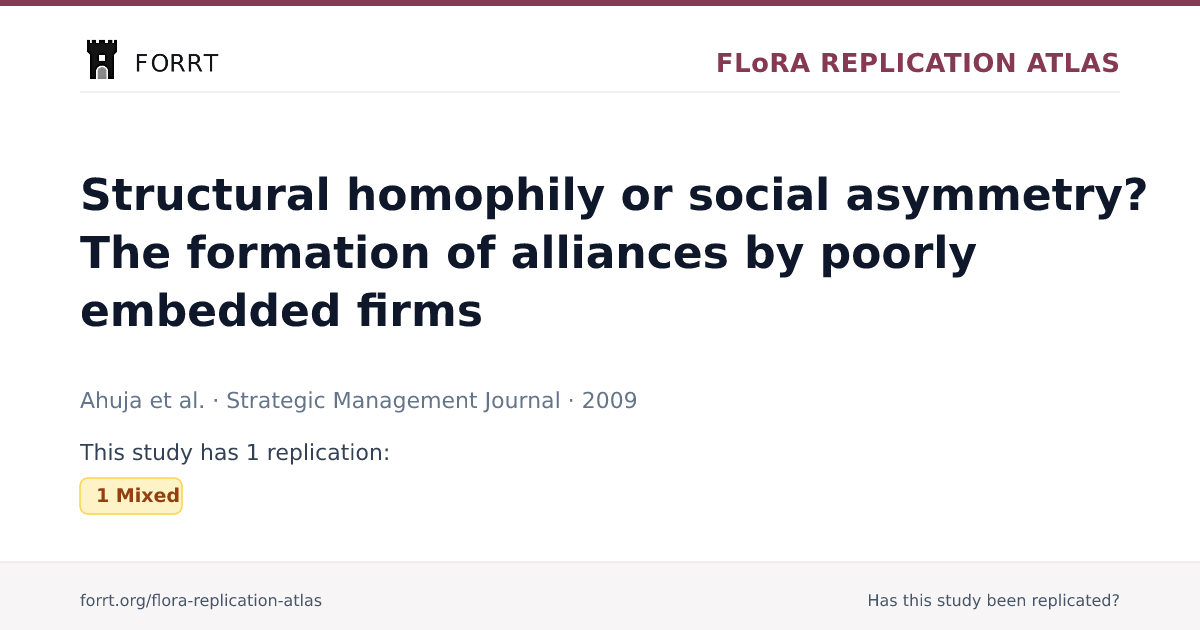 FORRT
FLoRA REPLICATION ATLAS
Structural homophily or social asymmetry?
The formation of alliances by poorly
embedded firms
Ahuja et al. · Strategic Management Journal · 2009
This study has 1 replication:
1 Mixed
forrt.org/flora-replication-atlas
Has this study been replicated?